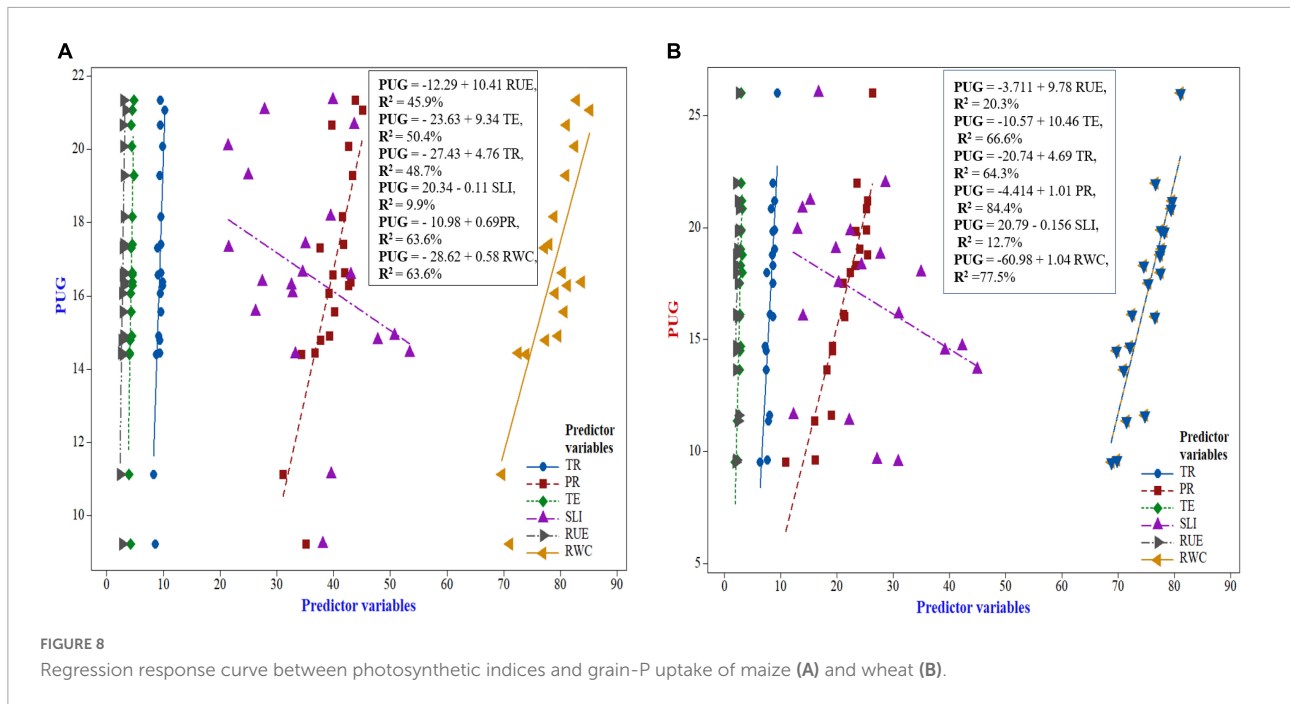 A
PUG = -12.29 + 10.41 RUE,
R² = 45.9%
PUG = - 23.63 + 9.34 TE,
R² = 50.4%
PUG = - 27.43 + 4.76 TR,
R² = 48.7%
PUG = 20.34 - 0.11 SLI,
R² = 9.9%
PUG = - 10.98 + 0.69PR,
R² = 63.6%
PUG = - 28.62 + 0.58 RWC,
R² = 63.6%
22
20
18
16
14
12
10
PUG
Predictor
variables
TR
PR
TE
SLI
RUE
RWC
0 10 20 30 40 50 60 70 80 90
Predictor variables
B
PUG = -3.711 + 9.78 RUE,
R² = 20.3%
PUG = -10.57 + 10.46 TE,
R² = 66.6%
PUG = -20.74 + 4.69 TR,
R² = 64.3%
PUG = -4.414 + 1.01 PR,
R² = 84.4%
PUG = 20.79 - 0.156 SLI,
R² = 12.7%
PUG = -60.98 + 1.04 RWC,
R² = 77.5%
25
20
15
10
5
PUG
Predictor
variables
TR
PR
TE
SLI
RUE
RWC
0 10 20 30 40 50 60 70 80 90
Predictor variables
FIGURE 8
Regression response curve between photosynthetic indices and grain-P uptake of maize (A) and wheat (B).